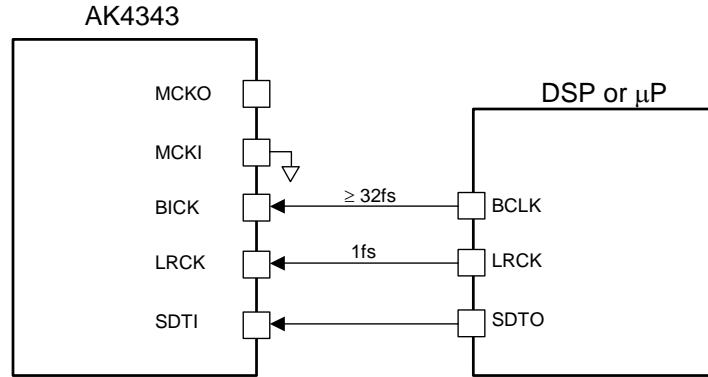 AK4343
DSP or μP
MCKO
MCKI
BICK
≥ 32fs
BCLK
LRCK
1fs
LRCK
SDTI
SDTO